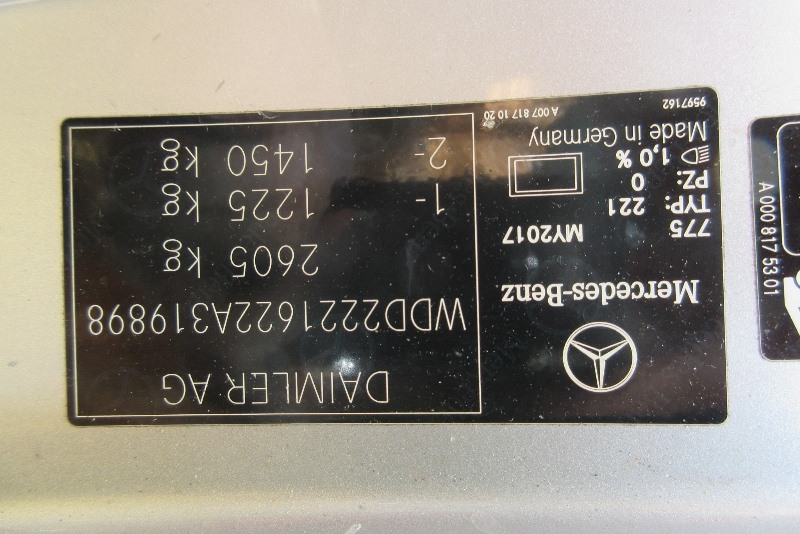 Mercedes-Benz
775 MY2017
TYP: 221
PZ: 0
1,0 %
Made in Germany
9597162
A 007 817 10 20
DAIMLER AG
WDD2221622A319898
2605 kg
1- 1225 kg
2- 1450 kg
A 000 817 53 01